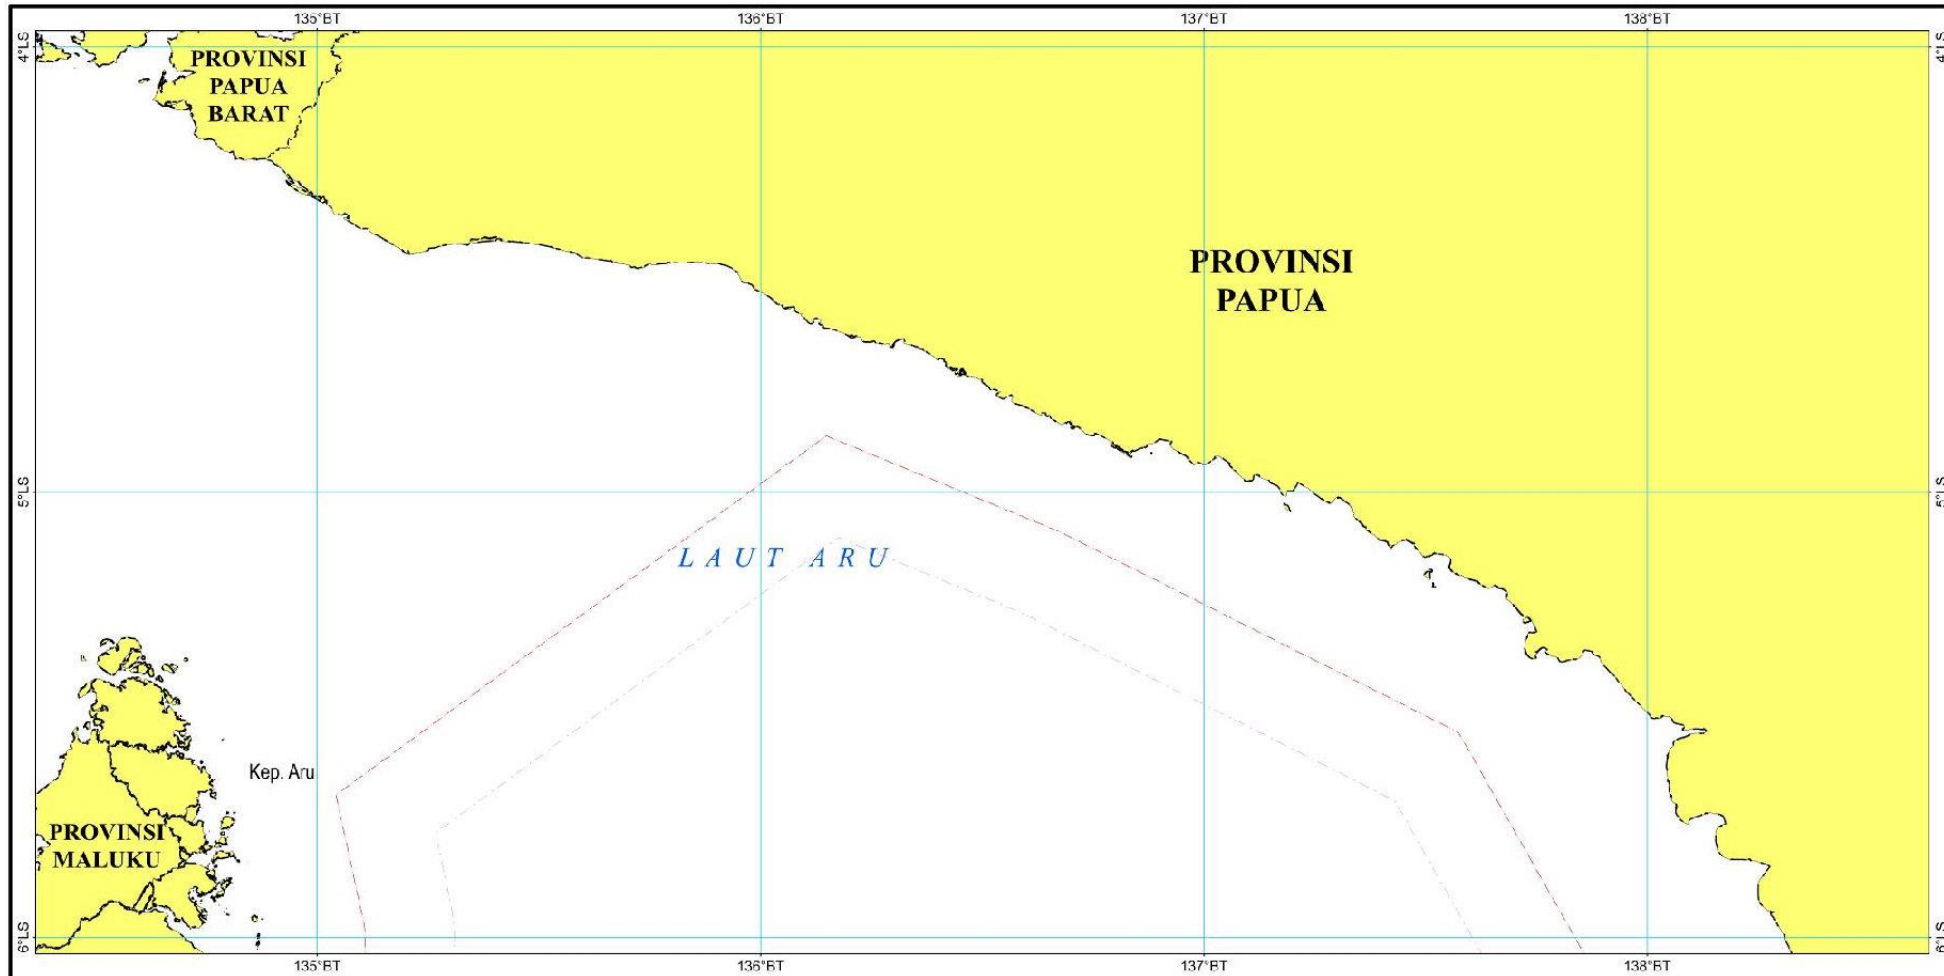 135°BT 136°BT 137°BT 138°BT
4°LS 4°LS
PROVINSI
PAPUA
BARAT
PROVINSI
PAPUA
5°LS 5°LS
LAUT ARU
Kep. Aru
PROVINSI
MALUKU
6°LS 6°LS
135°BT 136°BT 137°BT 138°BT